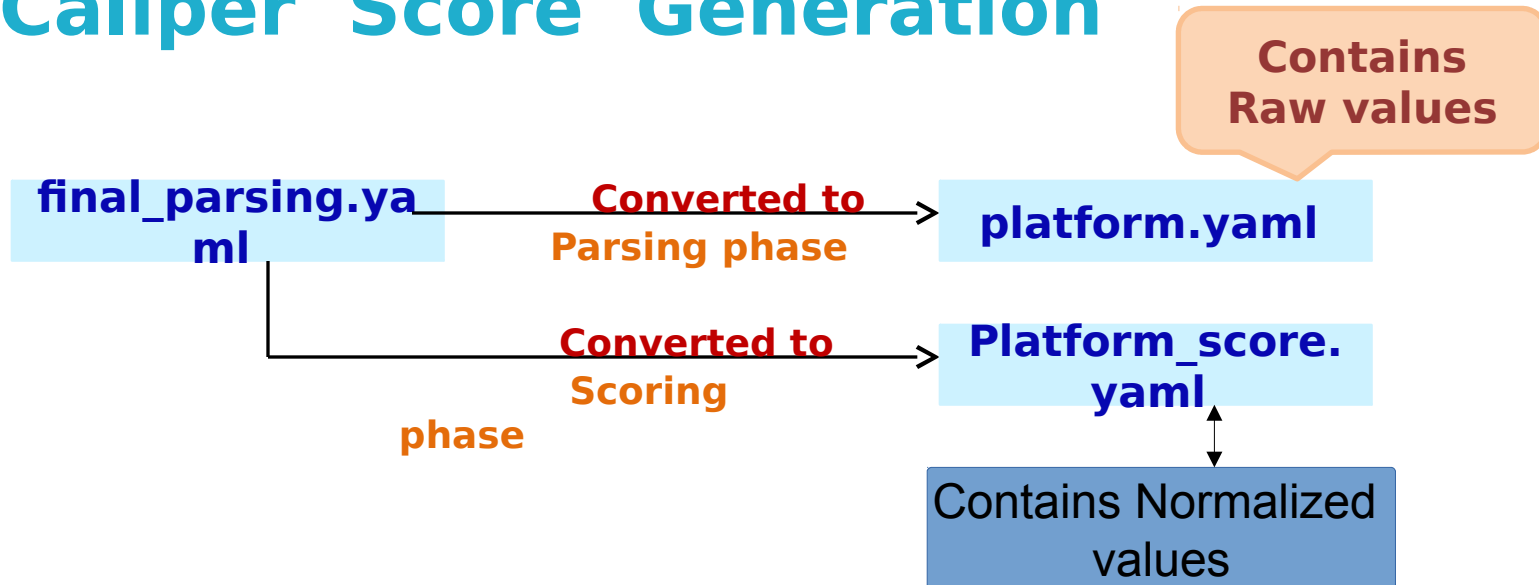 Caliper Score Generation
Contains
Raw values
final_parsing.ya
ml
Converted to
Parsing phase
platform.yaml
Converted to
Scoring
phase
Platform_score.
yaml
Contains Normalized
values